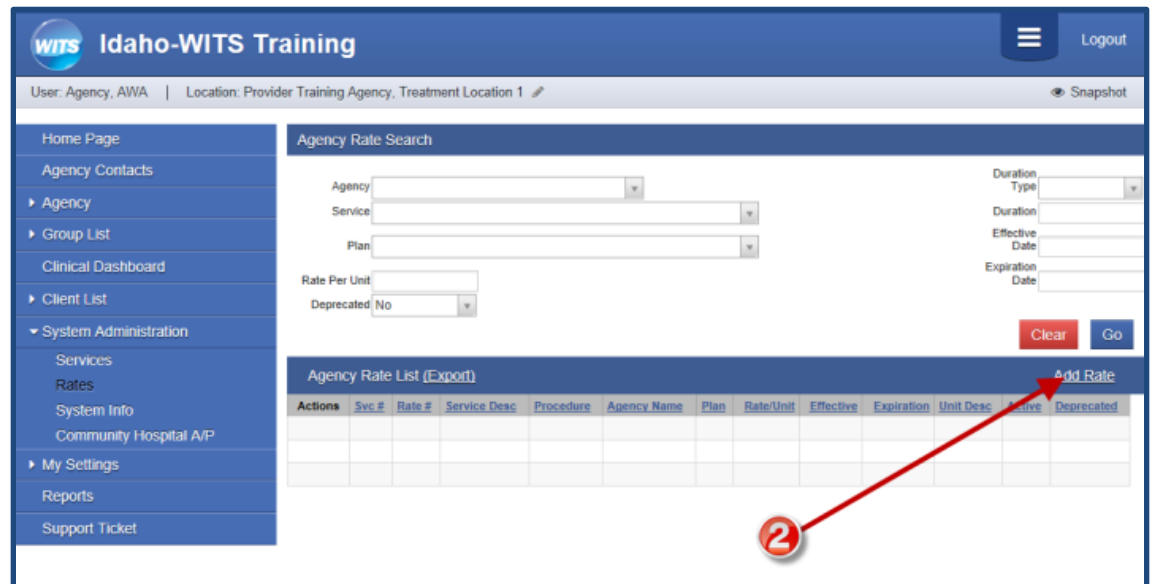 WITS Idaho-WITS Training Logout
User: Agency, AWA | Location: Provider Training Agency, Treatment Location 1 Snapshot
Home Page
Agency Contacts
Agency
Group List
Clinical Dashboard
Client List
System Administration
Services
Rates
System Info
Community Hospital A/P
My Settings
Reports
Support Ticket
Agency Rate Search
Agency
Service
Plan
Rate Per Unit
Deprecated No
Duration
Type
Duration
Effective
Date
Expiration
Date
Clear Go
Agency Rate List (Export) Add Rate
Actions Svc # Rate # Service Desc Procedure Agency Name Plan Rate/Unit Effective Expiration Unit Desc Active Deprecated
2